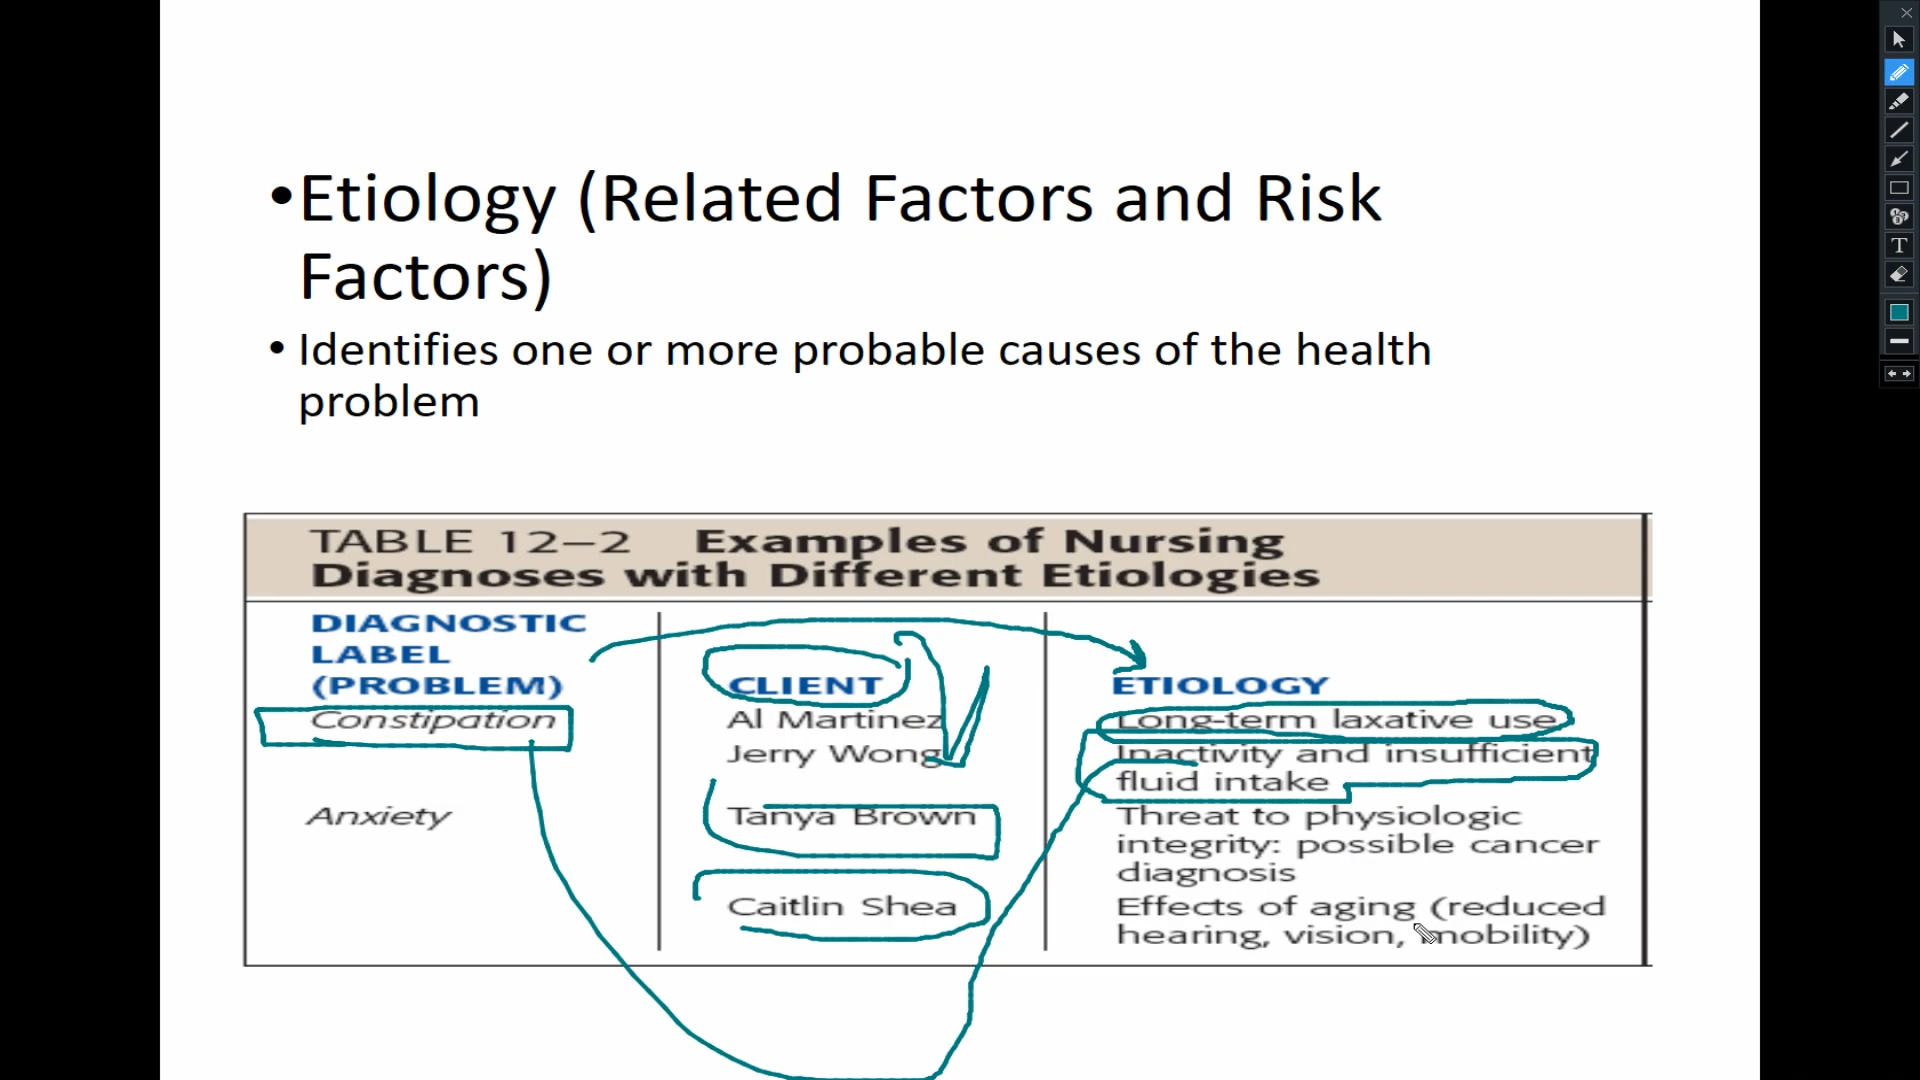 •Etiology (Related Factors and Risk
Factors)
• Identifies one or more probable causes of the health
problem
TABLE 12–2 Examples of Nursing
Diagnoses with Different Etiologies
DIAGNOSTIC
LABEL
(PROBLEM)
CLIENT
ETIOLOGY
Constipation
Al Martinez
Long-term laxative use
Jerry Wong
Inactivity and insufficient
fluid intake
Anxiety
Tanya Brown
Threat to physiologic
integrity: possible cancer
diagnosis
Caitlin Shea
Effects of aging (reduced
hearing, vision, mobility)